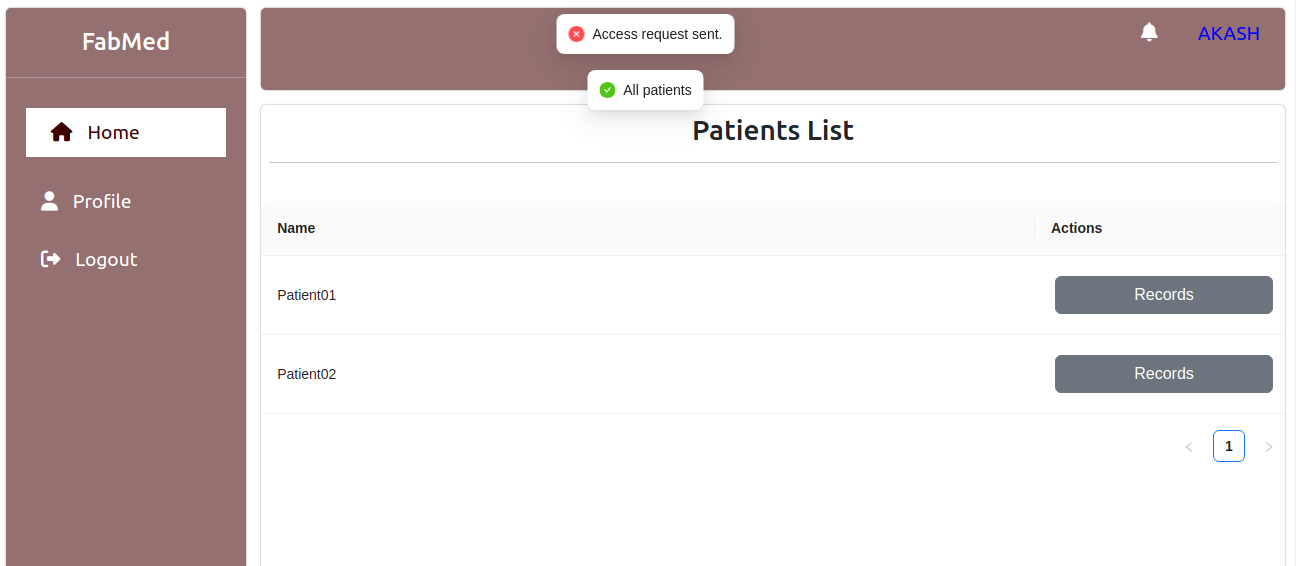 FabMed
Home
Profile
Logout
Access request sent.
All patients
AKASH
Patients List
Name Actions
Patient01 Records
Patient02 Records
1